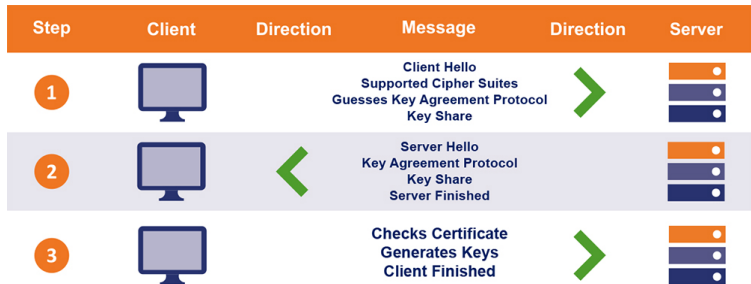 Step Client Direction Message Direction Server
1
Client Hello
Supported Cipher Suites
Guesses Key Agreement Protocol
Key Share
2
Server Hello
Key Agreement Protocol
Key Share
Server Finished
3
Checks Certificate
Generates Keys
Client Finished